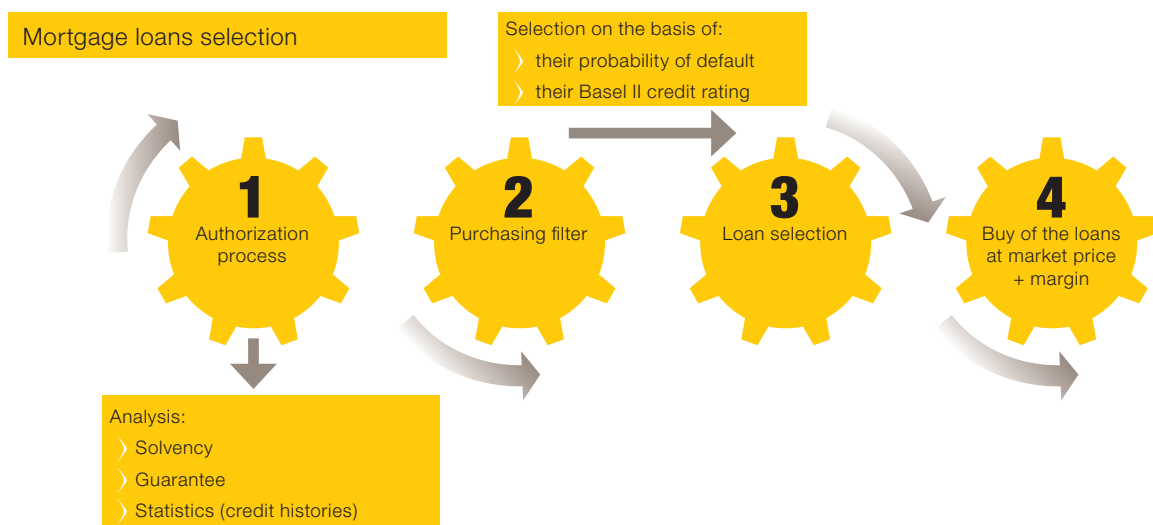 Mortgage loans selection
Selection on the basis of:
their probability of default
their Basel II credit rating
1
Authorization
process
2
Purchasing filter
3
Loan selection
4
Buy of the loans
at market price
+ margin
Analysis:
Solvency
Guarantee
Statistics (credit histories)